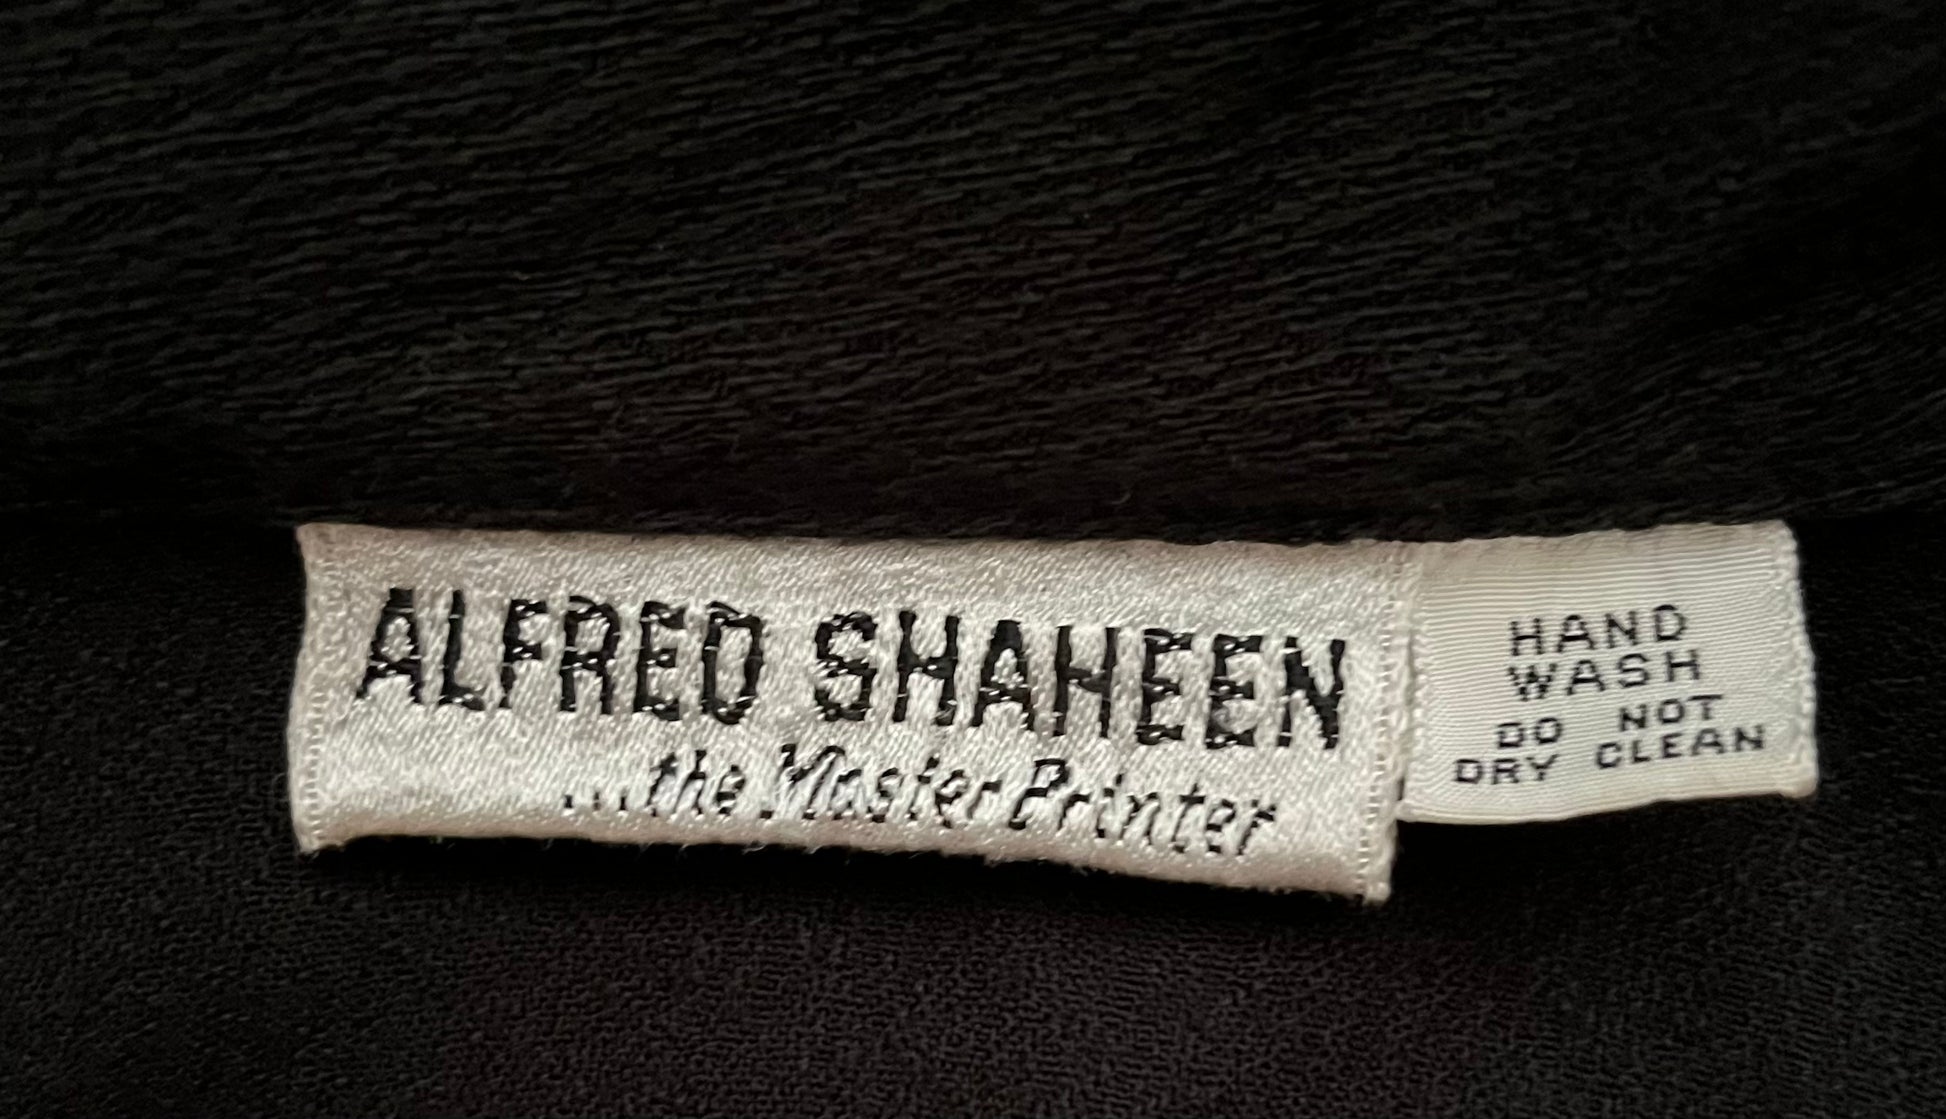 ALFRED SHAHEEN
...the Master Printer
HAND
WASH
DO NOT
DRY CLEAN